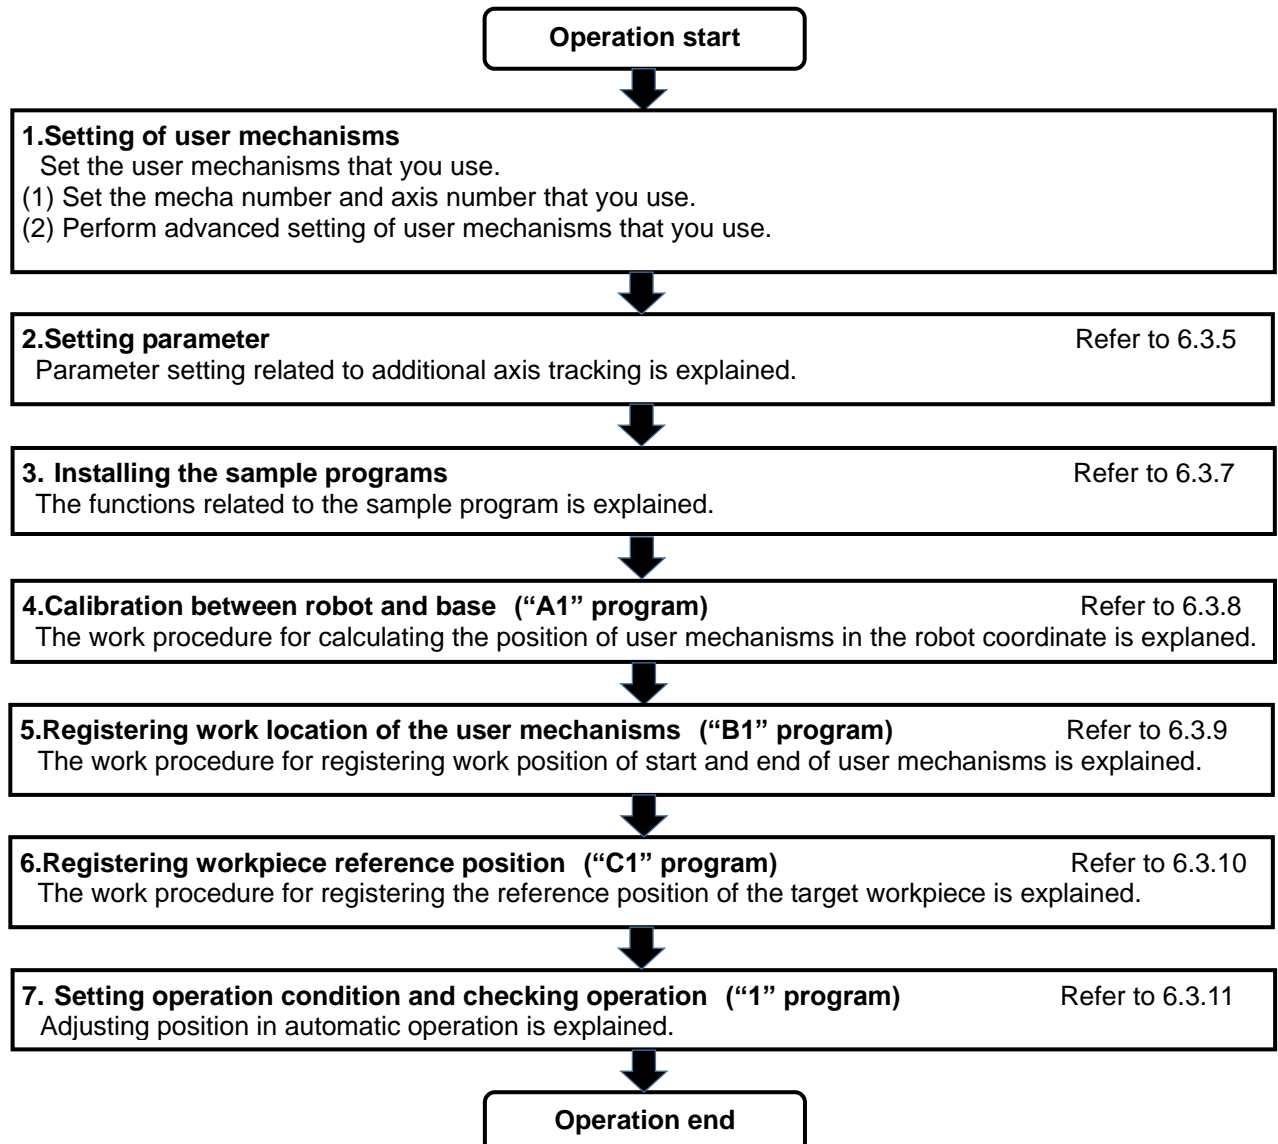 Operation start
1.Setting of user mechanisms
Set the user mechanisms that you use.
(1) Set the mecha number and axis number that you use.
(2) Perform advanced setting of user mechanisms that you use.
2.Setting parameter Refer to 6.3.5
Parameter setting related to additional axis tracking is explained.
3. Installing the sample programs Refer to 6.3.7
The functions related to the sample program is explained.
4.Calibration between robot and base (“A1” program) Refer to 6.3.8
The work procedure for calculating the position of user mechanisms in the robot coordinate is explaned.
5.Registering work location of the user mechanisms (“B1” program) Refer to 6.3.9
The work procedure for registering work position of start and end of user mechanisms is explained.
6.Registering workpiece reference position (“C1” program) Refer to 6.3.10
The work procedure for registering the reference position of the target workpiece is explained.
7. Setting operation condition and checking operation (“1” program) Refer to 6.3.11
Adjusting position in automatic operation is explained.
Operation end